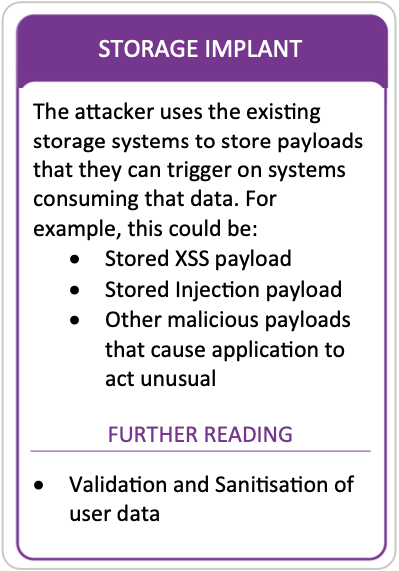 STORAGE IMPLANT
The attacker uses the existing
storage systems to store payloads
that they can trigger on systems
consuming that data. For
example, this could be:
• Stored XSS payload
• Stored Injection payload
• Other malicious payloads
that cause application to
act unusual
FURTHER READING
• Validation and Sanitisation of
user data